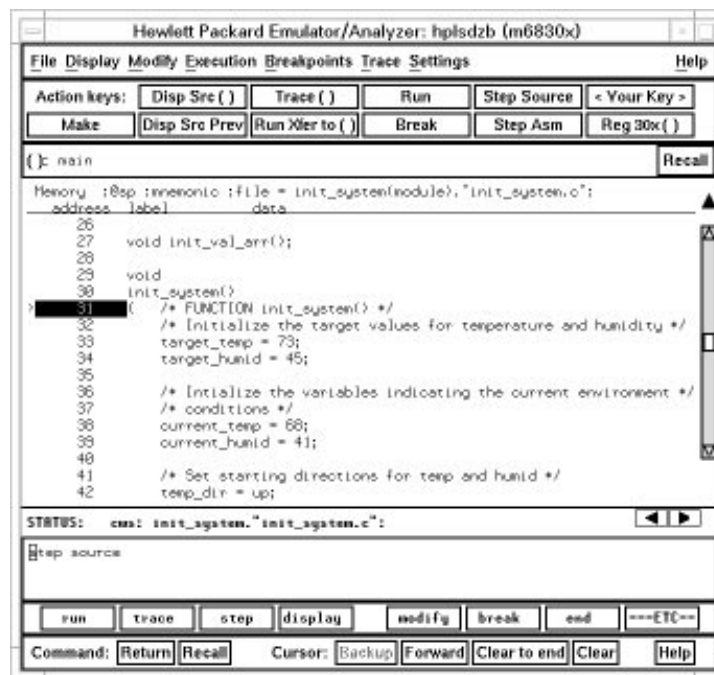 Hewlett Packard Emulator/Analyzer: hplsdzb (m6830x)
File Display Modify Execution Breakpoints Trace Settings Help
Action keys: Disp Src ( ) Trace ( ) Run Step Source < Your Key >
Make Disp Src Prev Run Xfer to ( ) Break Step Asm Reg 30x ( )
( ): main Recall
Memory :@sp :mnemonic :file = init_system(module)."init_system.c":
address label data
26
27 void init_val_arr();
28
29 void
30 init_system()
> 31 { /* FUNCTION init_system() */
32 /* Initialize the target values for temperature and humidity */
33 target_temp = 73;
34 target_humid = 45;
35
36 /* Intialize the variables indicating the current environment */
37 /* conditions */
38 current_temp = 68;
39 current_humid = 41;
40
41 /* Set starting directions for temp and humid */
42 temp_dir = up;
STATUS: cws: init_system."init_system.c":
step source
run trace step display modify break end ---ETC--
Command: Return Recall Cursor: Backup Forward Clear to end Clear Help